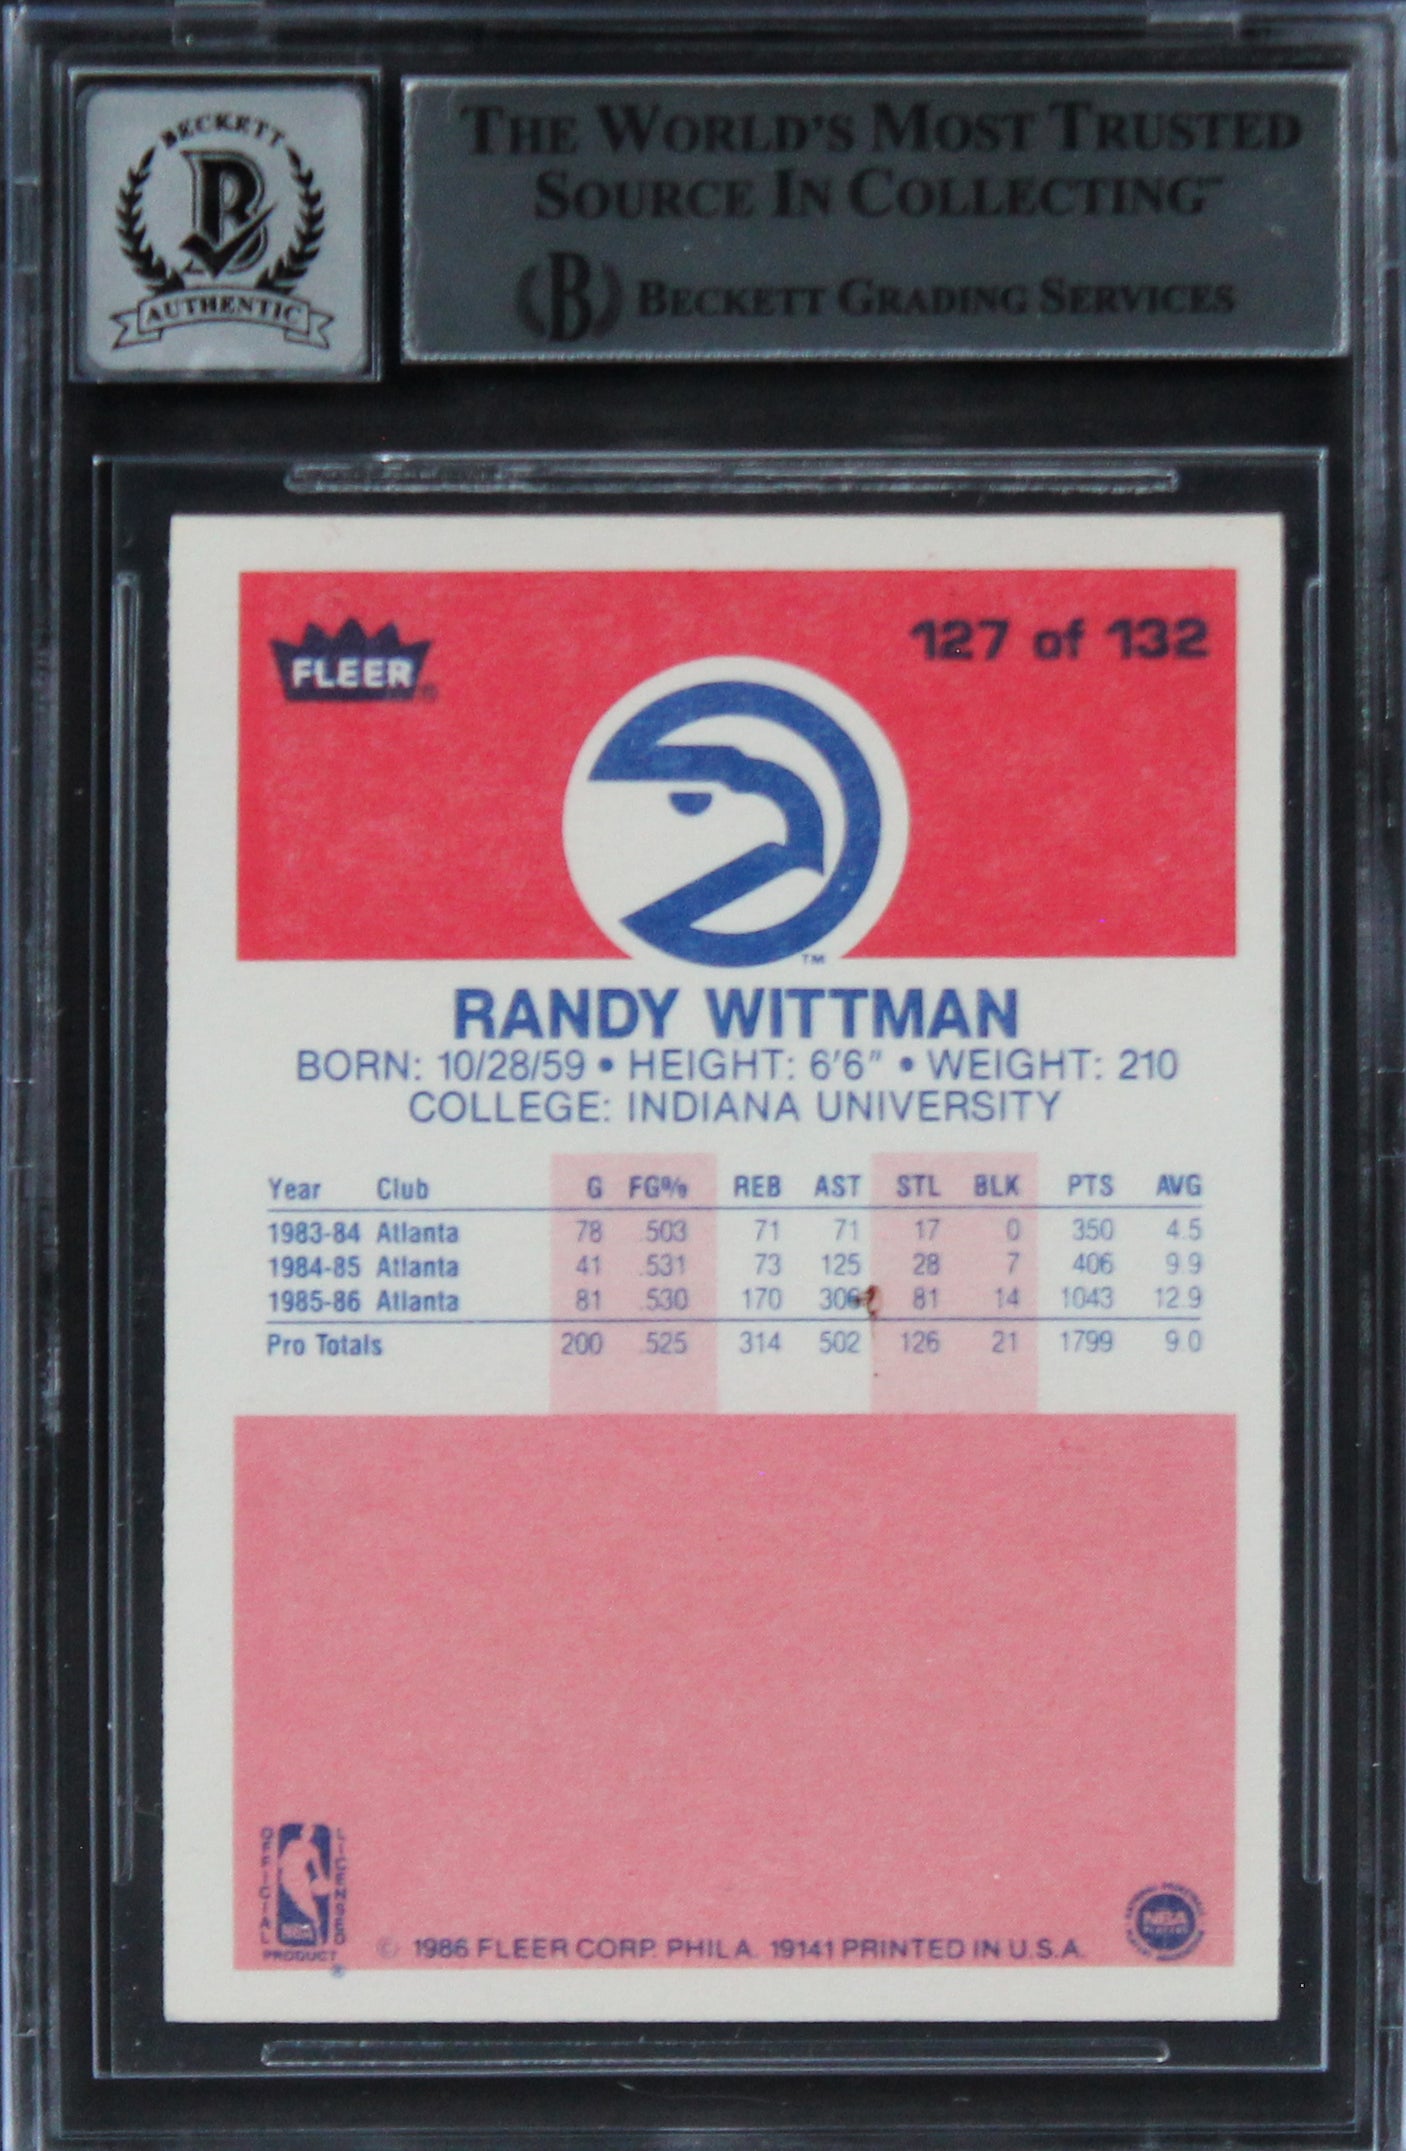 BECKETT
B
AUTHENTIC
THE WORLD'S MOST TRUSTED
SOURCE IN COLLECTING™
B BECKETT GRADING SERVICES
FLEER®
127 of 132
TM
RANDY WITTMAN
BORN: 10/28/59 • HEIGHT: 6'6" • WEIGHT: 210
COLLEGE: INDIANA UNIVERSITY
Year Club G FG% REB AST STL BLK PTS AVG
1983-84 Atlanta 78 .503 71 71 17 0 350 4.5
1984-85 Atlanta 41 .531 73 125 28 7 406 9.9
1985-86 Atlanta 81 .530 170 306 81 14 1043 12.9
Pro Totals 200 .525 314 502 126 21 1799 9.0
OFFICIAL LICENSED
NBA
PRODUCT
®
© 1986 FLEER CORP. PHILA. 19141 PRINTED IN U.S.A.
NBA
PLAYERS